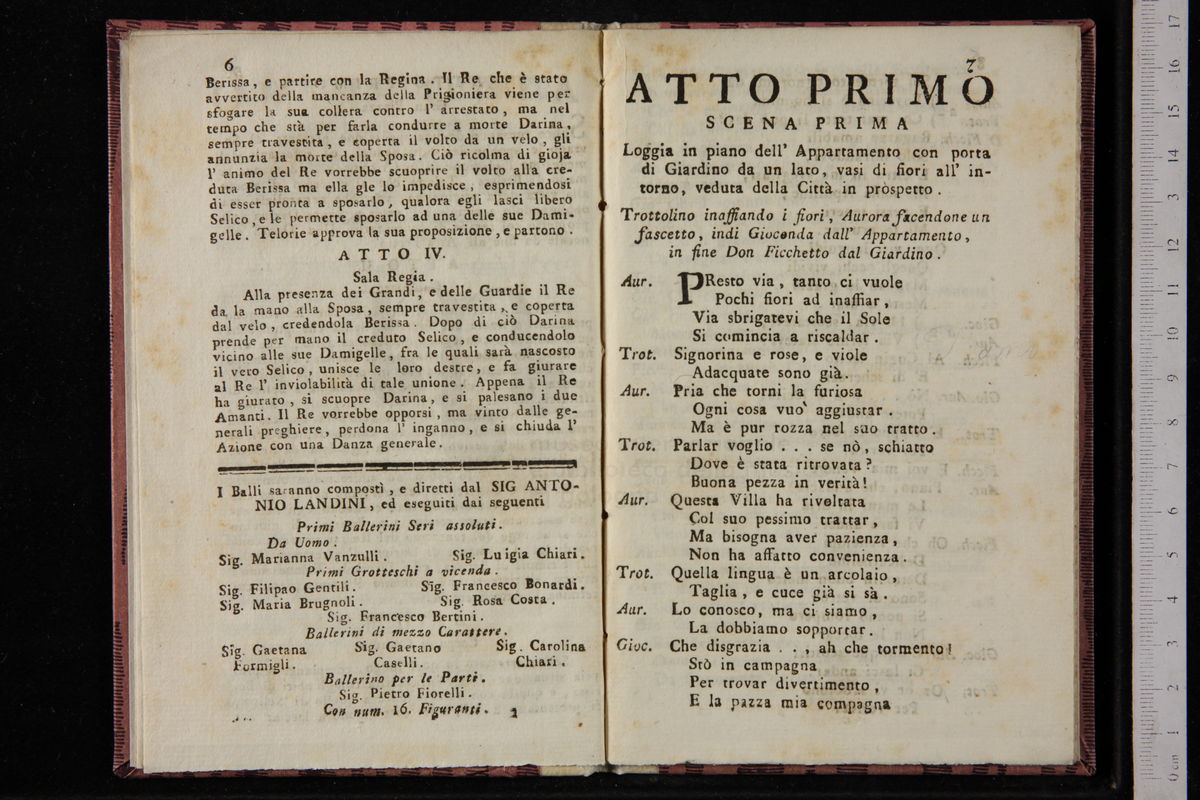 6
Berissa, e partire con la Regina. Il Re che è stato
avvertito della mancanza della Prigioniera viene per
sfogare la sua collera contro l' arrestato, ma nel
tempo che stà per farla condurre a morte Darina,
sempre travestita, e coperta il volto da un velo, gli
annunzia la morte della Sposa. Ciò ricolma di gioja
l' animo del Re vorrebbe scuoprire il volto alla cre-
duta Berissa ma ella gle lo impedisce, esprimendosi
di esser pronta a sposarlo, qualora egli lasci libero
Selico, e le permette sposarlo ad una delle sue Dami-
gelle. Telorie approva la sua proposizione, e partono.
ATTO IV.
Sala Regia.
Alla presenza dei Grandi, e delle Guardie il Re
da la mano alla Sposa, sempre travestita, e coperta
dal velo, credendola Berissa. Dopo di ciò Darina
prende per mano il creduto Selico, e conducendolo
vicino alle sue Damigelle, fra le quali sarà nascosto
il vero Selico, unisce le loro destre, e fa giurare
al Re l' inviolabilità di tale unione. Appena il Re
ha giurato, si scuopre Darina, e si palesano i due
Amanti. Il Re vorrebbe opporsi, ma vinto dalle ge-
nerali preghiere, perdona l' inganno, e si chiuda l'
Azione con una Danza generale.
I Balli saranno composti, e diretti dal SIG ANTO-
NIO LANDINI, ed eseguiti dai seguenti
Primi Ballerini Serj assoluti.
Da Uomo.
Sig. Marianna Vanzulli. Sig. Luigia Chiari.
Primi Grotteschi a vicenda.
Sig. Filipao Gentili. Sig. Francesco Bonardi.
Sig. Maria Brugnoli. Sig. Rosa Costa.
Sig. Francesco Bertini.
Ballerini di mezzo Carattere.
Sig. Gaetana Sig. Gaetano Sig. Carolina
Formigli. Caselli. Chiari.
Ballerino per le Parti.
Sig. Pietro Fiorelli.
Con num. 16. Figuranti.
7
ATTO PRIMO
SCENA PRIMA
Loggia in piano dell' Appartamento con porta
di Giardino da un lato, vasi di fiori all' in-
torno, veduta della Città in prospetto.
Trottolino inaffiando i fiori, Aurora facendone un
fascetto, indi Gioconda dall' Appartamento,
in fine Don Ficchetto dal Giardino.
Aur. PResto via, tanto ci vuole
Pochi fiori ad inaffiar,
Via sbrigatevi che il Sole
Si comincia a riscaldar.
Trot. Signorina e rose, e viole
Adacquate sono già.
Aur. Pria che torni la furiosa
Ogni cosa vuo' aggiustar.
Ma è pur rozza nel suo tratto.
Trot. Parlar voglio . . . se nò, schiatto
Dove è stata ritrovata?
Buona pezza in verità!
Aur. Questa Villa ha rivoltata
Col suo pessimo trattar,
Ma bisogna aver pazienza,
Non ha affatto convenienza.
Trot. Quella lingua è un arcolaio,
Taglia, e cuce già si sà.
Aur. Lo conosco, ma ci siamo,
La dobbiamo sopportar.
Gioc. Che disgrazia . . , ah che tormento!
Stò in campagna
Per trovar divertimento,
E la pazza mia compagna
0 cm 1 2 3 4 5 6 7 8 9 10 11 12 13 14 15 16 17